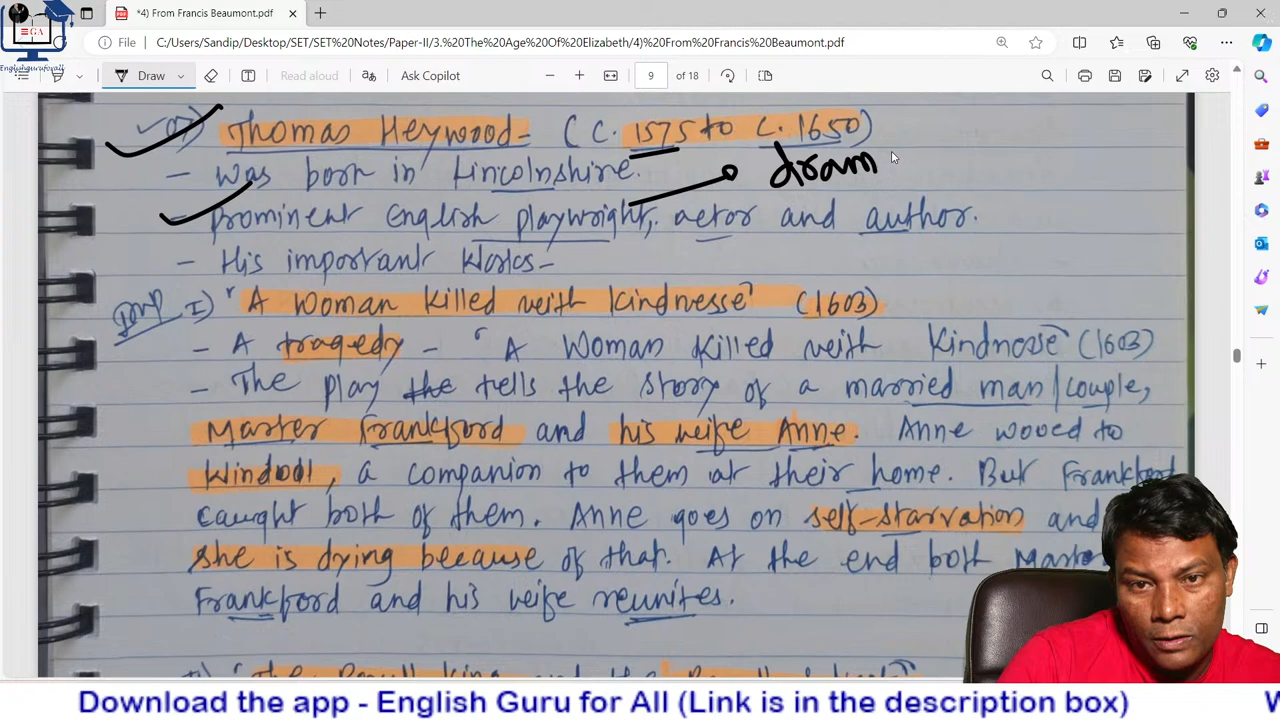 *4) From Francis Beaumont.pdf
File C:/Users/Sandip/Desktop/SET/SET%20Notes/Paper-II/3.%20The%20Age%20Of%20Elizabeth/4)%20From%20Francis%20Beaumont.pdf
EGA
Englishguruforall
Draw Read aloud Ask Copilot 9 of 18
07) Thomas Heywood - (C. 1575 to C. 1650)
- Was born in Lincolnshire. dram
- Prominent English playwright, actor and author.
- His important Works-
Imp I) "A Woman Killed with Kindnesse" (1603)
- A tragedy - "A Woman Killed with Kindnesse" (1603)
- The play the tells the story of a married man/couple,
Master Frankford and his wife Anne. Anne wooed to
Windoll, a companion to them at their home. But Frankford
caught both of them. Anne goes on self-starvation and
she is dying because of that. At the end both Master
Frankford and his wife reunites.
Download the app - English Guru for All (Link is in the description box)